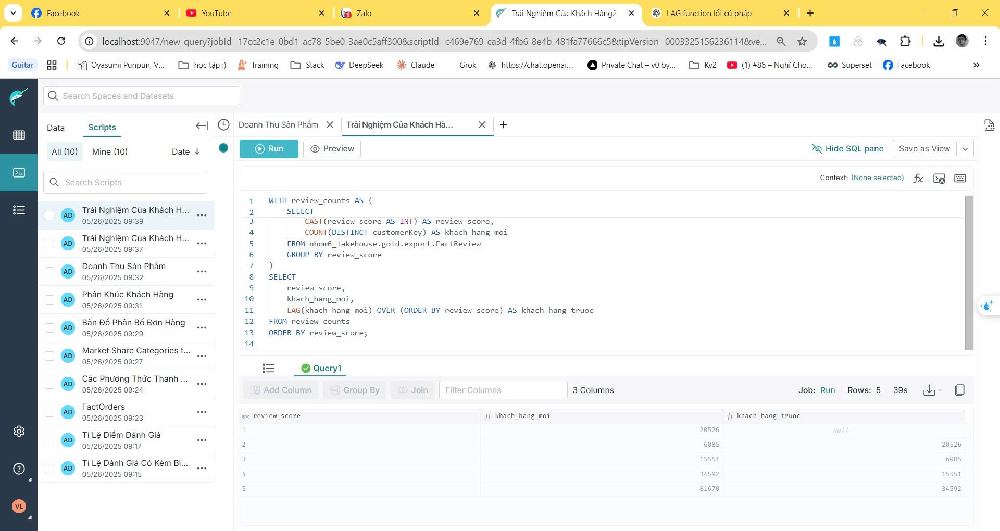 Facebook
YouTube
Zalo
Trải Nghiệm Của Khách Hàng2
LAG function lỗi cú pháp
localhost:9047/new_query?jobId=17cc2c1e-0bd1-ac78-5be0-3ae0c5aff300&scriptId=c469e769-ca3d-4fb6-8e4b-481fa77666c5&tipVersion=0003325156236114&ve...
Guitar
Oyasumi Punpun, V...
học tập :)
Training
Stack
DeepSeek
Claude
Grok
https://chat.openai....
Private Chat – v0 by...
Ky2
(1) #86 – Nghĩ Cho...
Superset
Facebook
Search Spaces and Datasets
Data
Scripts
All (10)
Mine (10)
Date
Search Scripts
AD
Trải Nghiệm Của Khách H...
05/26/2025 09:39
AD
Trải Nghiệm Của Khách H...
05/26/2025 09:37
AD
Doanh Thu Sản Phẩm
05/26/2025 09:32
AD
Phân Khúc Khách Hàng
05/26/2025 09:31
AD
Bản Đồ Phân Bố Đơn Hàng
05/26/2025 09:29
AD
Market Share Categories t...
05/26/2025 09:27
AD
Các Phương Thức Thanh ...
05/26/2025 09:24
AD
FactOrders
05/26/2025 09:23
AD
Tỉ Lệ Điểm Đánh Giá
05/26/2025 09:17
AD
Tỉ Lệ Đánh Giá Có Kèm Bì...
05/26/2025 09:15
VL
Doanh Thu Sản Phẩm
Trải Nghiệm Của Khách Hà...
Run
Preview
Hide SQL pane
Save as View
Context: (None selected)
fx
1 WITH review_counts AS (
2 SELECT
3 CAST(review_score AS INT) AS review_score,
4 COUNT(DISTINCT customerKey) AS khach_hang_moi
5 FROM nhom6_lakehouse.gold.export.FactReview
6 GROUP BY review_score
7 )
8 SELECT
9 review_score,
10 khach_hang_moi,
11 LAG(khach_hang_moi) OVER (ORDER BY review_score) AS khach_hang_truoc
12 FROM review_counts
13 ORDER BY review_score;
14
Query1
Add Column
Group By
Join
Filter Columns
3 Columns
Job: Run
Rows: 5
39s
abc review_score # khach_hang_moi # khach_hang_truoc
1 20526 null
2 6085 20526
3 15551 6085
4 34592 15551
5 81670 34592